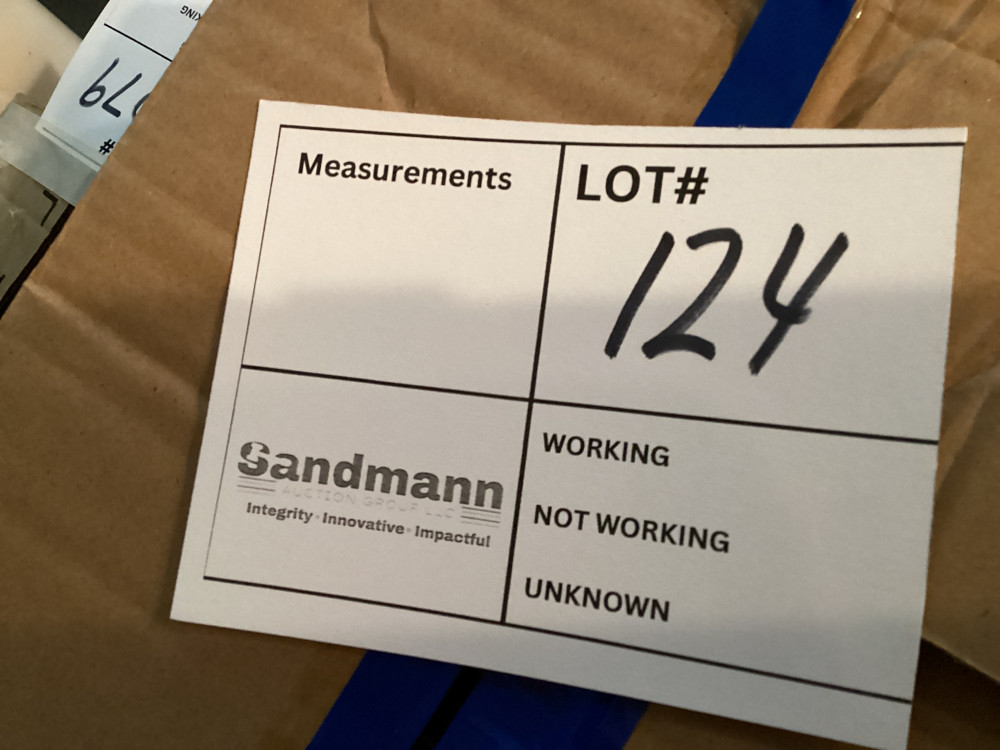 Measurements
LOT#
124
Sandmann
AUCTION GROUP LLC
Integrity • Innovative • Impactful
WORKING
NOT WORKING
UNKNOWN
#